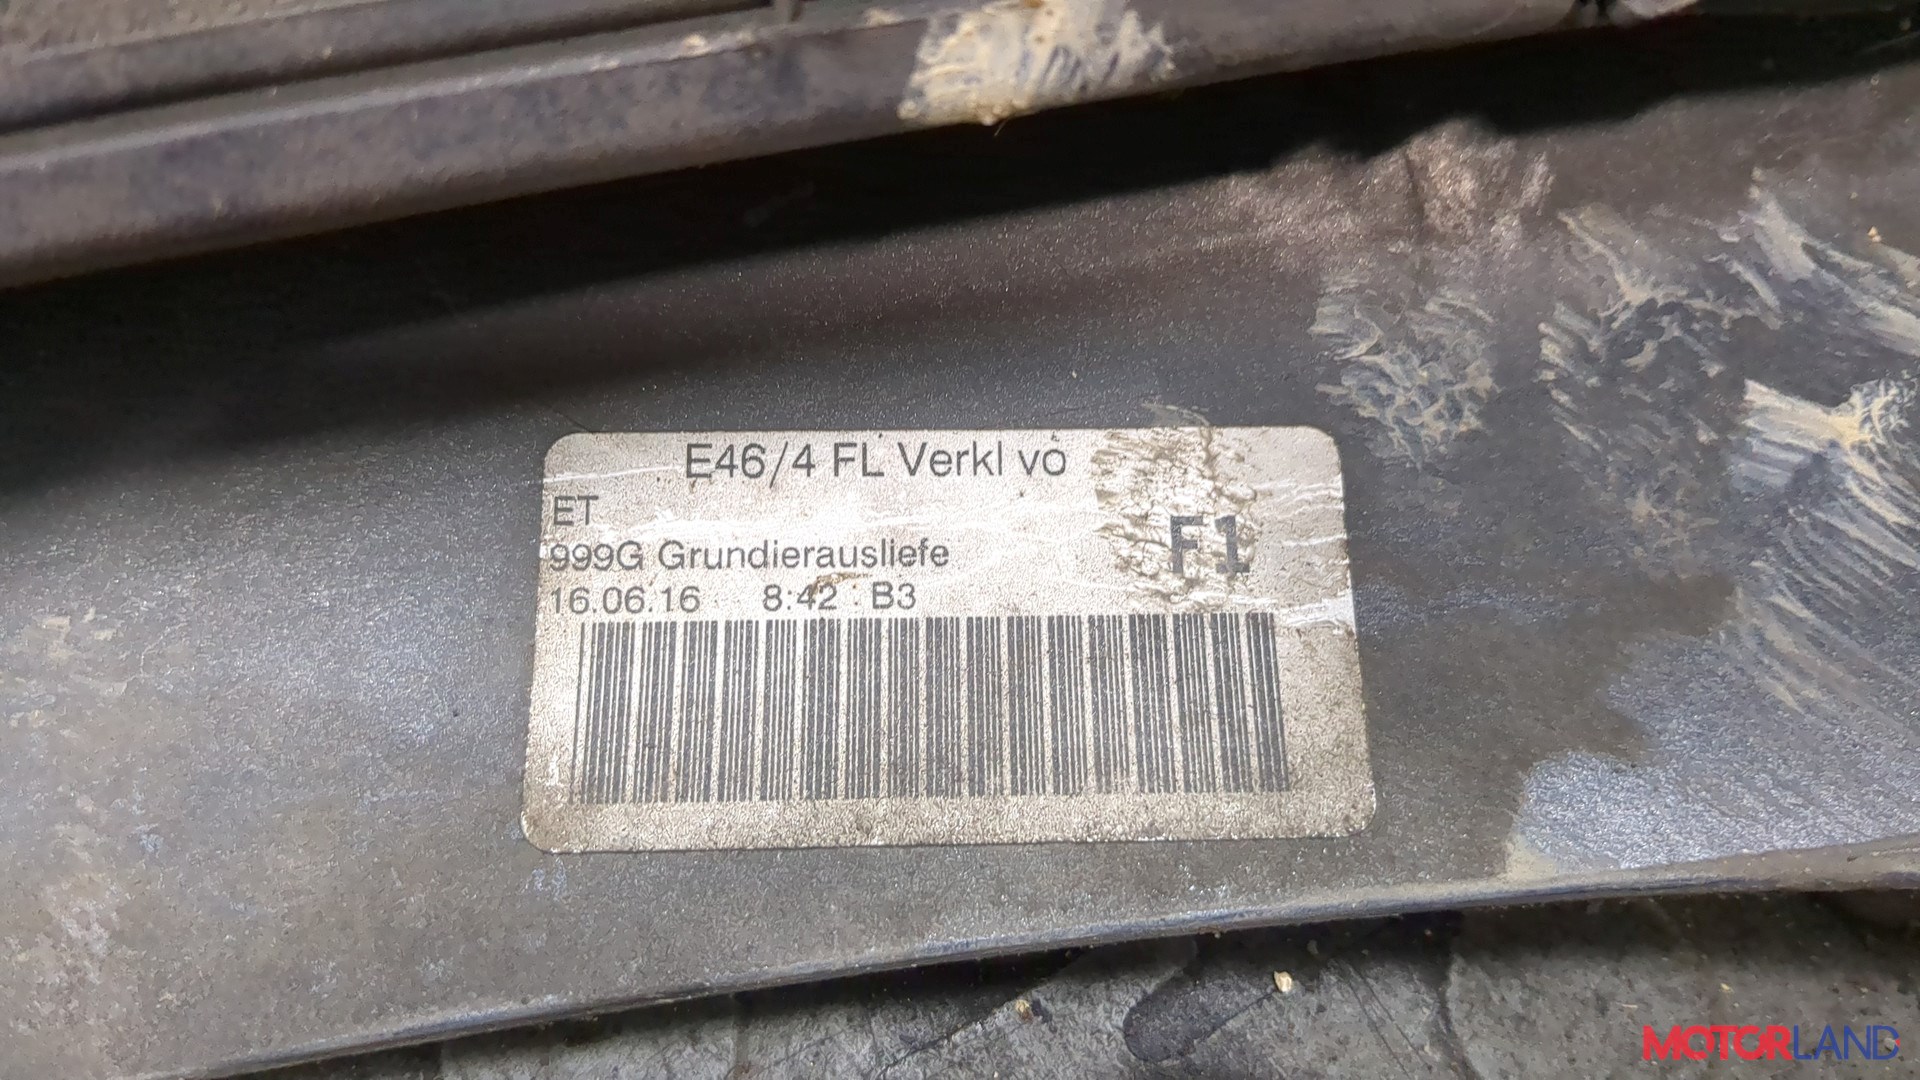 E46/4 FL Verkl vo
ET
999G Grundierausliefe
F1
16.06.16 8:42 B3
MOTORLAND